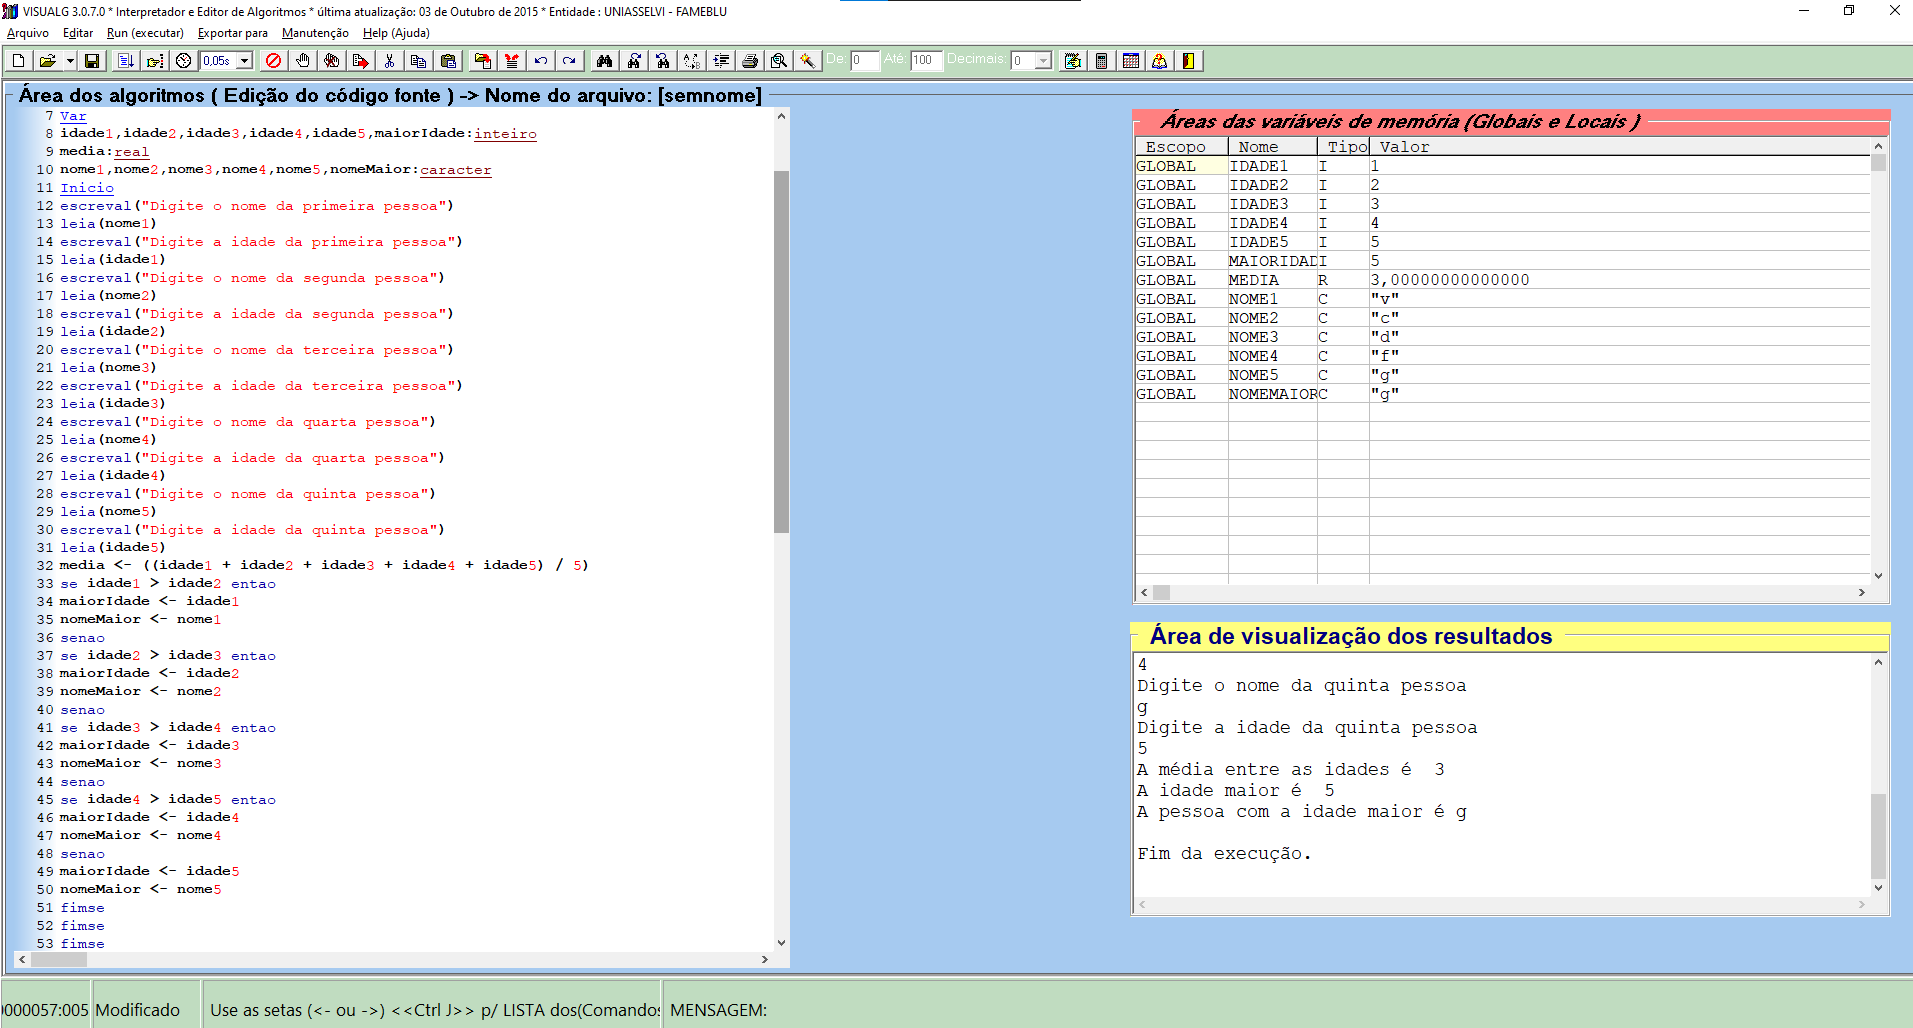 VISUALG 3.0.7.0 * Interpretador e Editor de Algoritmos * última atualização: 03 de Outubro de 2015 * Entidade : UNIASSELVI - FAMEBLU
Arquivo Editar Run (executar) Exportar para Manutenção Help (Ajuda)
0,05s De: 0 Até: 100 Decimais: 0
Área dos algoritmos ( Edição do código fonte ) -> Nome do arquivo: [semnome]
7 Var
8 idade1,idade2,idade3,idade4,idade5,maiorIdade:inteiro
9 media:real
10 nome1,nome2,nome3,nome4,nome5,nomeMaior:caracter
11 Inicio
12 escreval("Digite o nome da primeira pessoa")
13 leia(nome1)
14 escreval("Digite a idade da primeira pessoa")
15 leia(idade1)
16 escreval("Digite o nome da segunda pessoa")
17 leia(nome2)
18 escreval("Digite a idade da segunda pessoa")
19 leia(idade2)
20 escreval("Digite o nome da terceira pessoa")
21 leia(nome3)
22 escreval("Digite a idade da terceira pessoa")
23 leia(idade3)
24 escreval("Digite o nome da quarta pessoa")
25 leia(nome4)
26 escreval("Digite a idade da quarta pessoa")
27 leia(idade4)
28 escreval("Digite o nome da quinta pessoa")
29 leia(nome5)
30 escreval("Digite a idade da quinta pessoa")
31 leia(idade5)
32 media <- ((idade1 + idade2 + idade3 + idade4 + idade5) / 5)
33 se idade1 > idade2 entao
34 maiorIdade <- idade1
35 nomeMaior <- nome1
36 senao
37 se idade2 > idade3 entao
38 maiorIdade <- idade2
39 nomeMaior <- nome2
40 senao
41 se idade3 > idade4 entao
42 maiorIdade <- idade3
43 nomeMaior <- nome3
44 senao
45 se idade4 > idade5 entao
46 maiorIdade <- idade4
47 nomeMaior <- nome4
48 senao
49 maiorIdade <- idade5
50 nomeMaior <- nome5
51 fimse
52 fimse
53 fimse
Áreas das variáveis de memória (Globais e Locais )
Escopo Nome Tipo Valor
GLOBAL IDADE1 I 1
GLOBAL IDADE2 I 2
GLOBAL IDADE3 I 3
GLOBAL IDADE4 I 4
GLOBAL IDADE5 I 5
GLOBAL MAIORIDAD I 5
GLOBAL MEDIA R 3,00000000000000
GLOBAL NOME1 C "v"
GLOBAL NOME2 C "c"
GLOBAL NOME3 C "d"
GLOBAL NOME4 C "f"
GLOBAL NOME5 C "g"
GLOBAL NOMEMAIOR C "g"
Área de visualização dos resultados
4
Digite o nome da quinta pessoa
g
Digite a idade da quinta pessoa
5
A média entre as idades é  3
A idade maior é  5
A pessoa com a idade maior é g
Fim da execução.
0000057:005 Modificado Use as setas (<- ou ->) <<Ctrl J>> p/ LISTA dos(Comandos MENSAGEM: